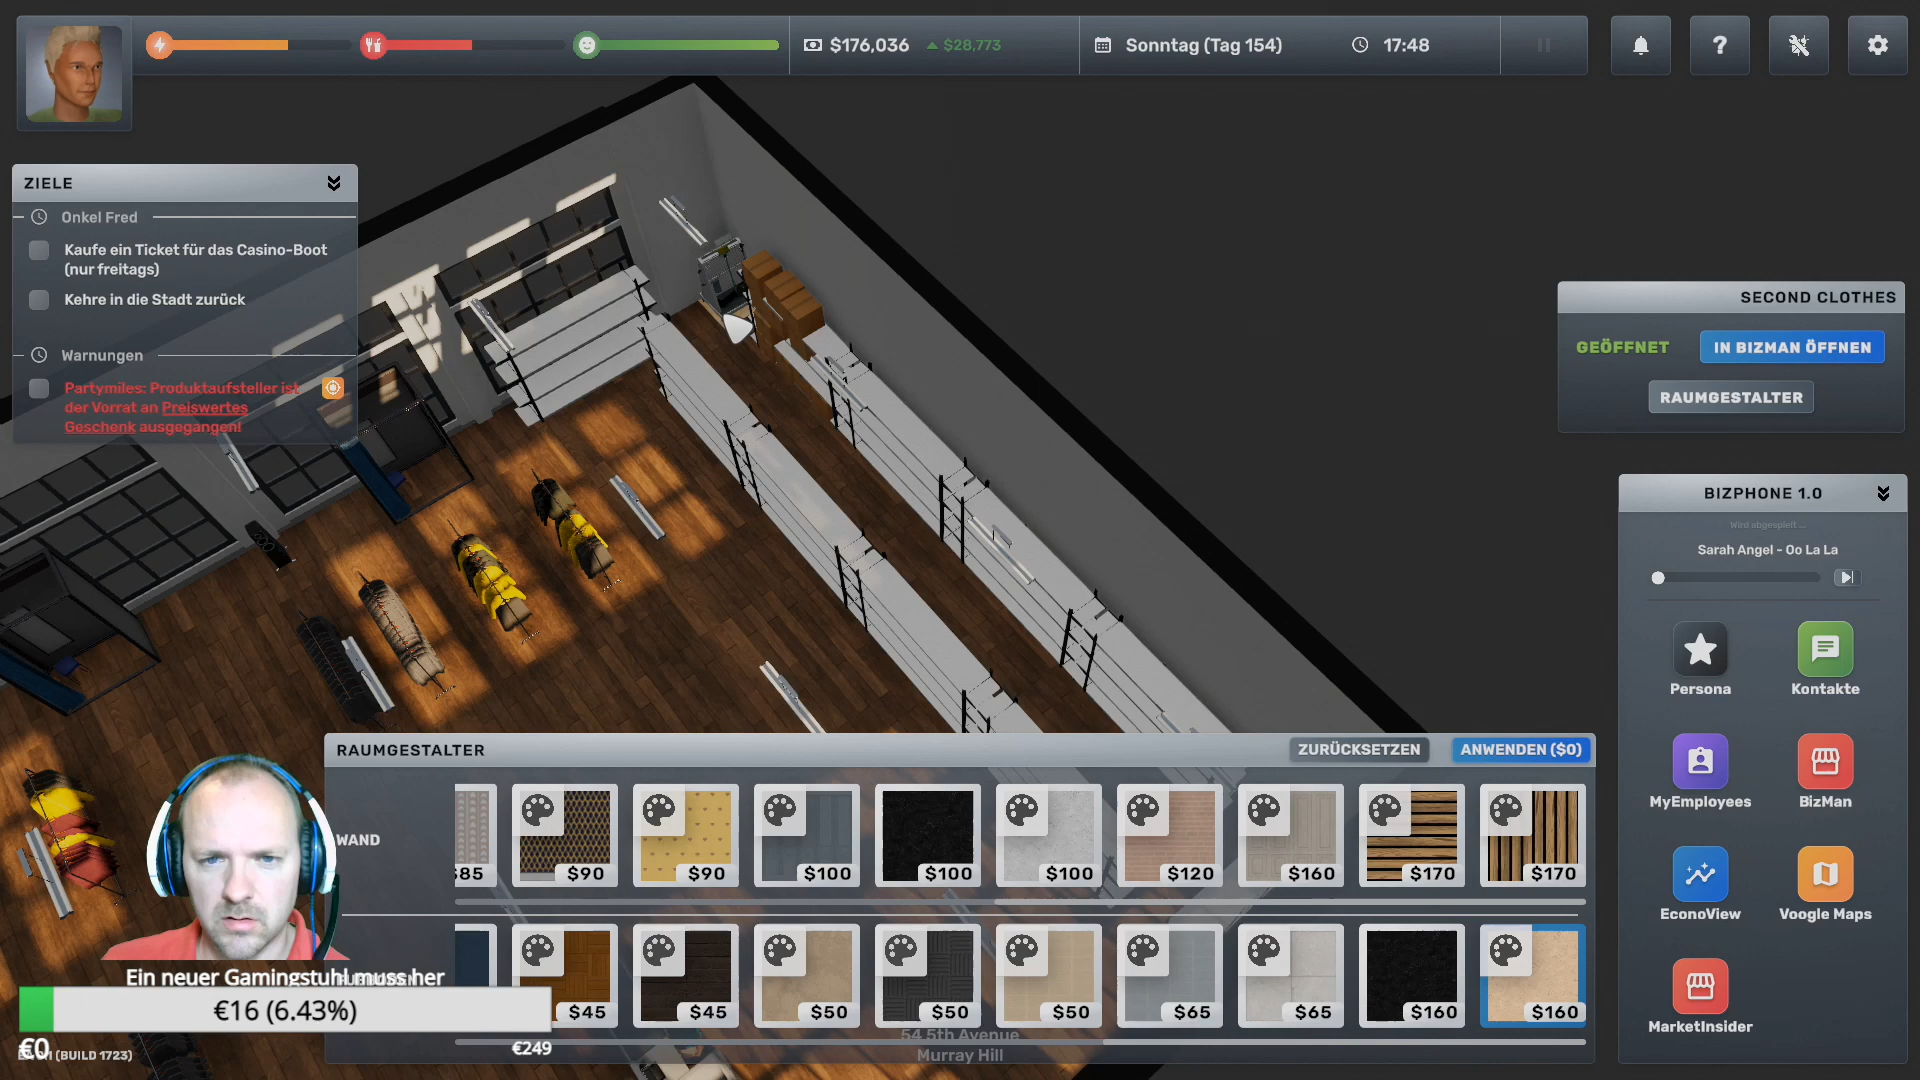 $176,036
$28,773
Sonntag (Tag 154)
17:48
?
ZIELE
Onkel Fred
Kaufe ein Ticket für das Casino-Boot
(nur freitags)
Kehre in die Stadt zurück
Warnungen
Partymiles: Produktaufsteller ist
der Vorrat an Preiswertes
Geschenk ausgegangen!
SECOND CLOTHES
GEÖFFNET
IN BIZMAN ÖFFNEN
RAUMGESTALTER
BIZPHONE 1.0
Wird abgespielt ...
Sarah Angel - Oo La La
Persona
Kontakte
MyEmployees
BizMan
EconoView
Voogle Maps
MarketInsider
RAUMGESTALTER
ZURÜCKSETZEN
ANWENDEN ($0)
WAND
$85
$90
$90
$100
$100
$100
$120
$160
$170
$170
$45
$45
$50
$50
$50
$65
$65
$160
$160
Ein neuer Gamingstuhl muss her
€16 (6.43%)
€0
€249
(BUILD 1723)
54 5th Avenue
Murray Hill